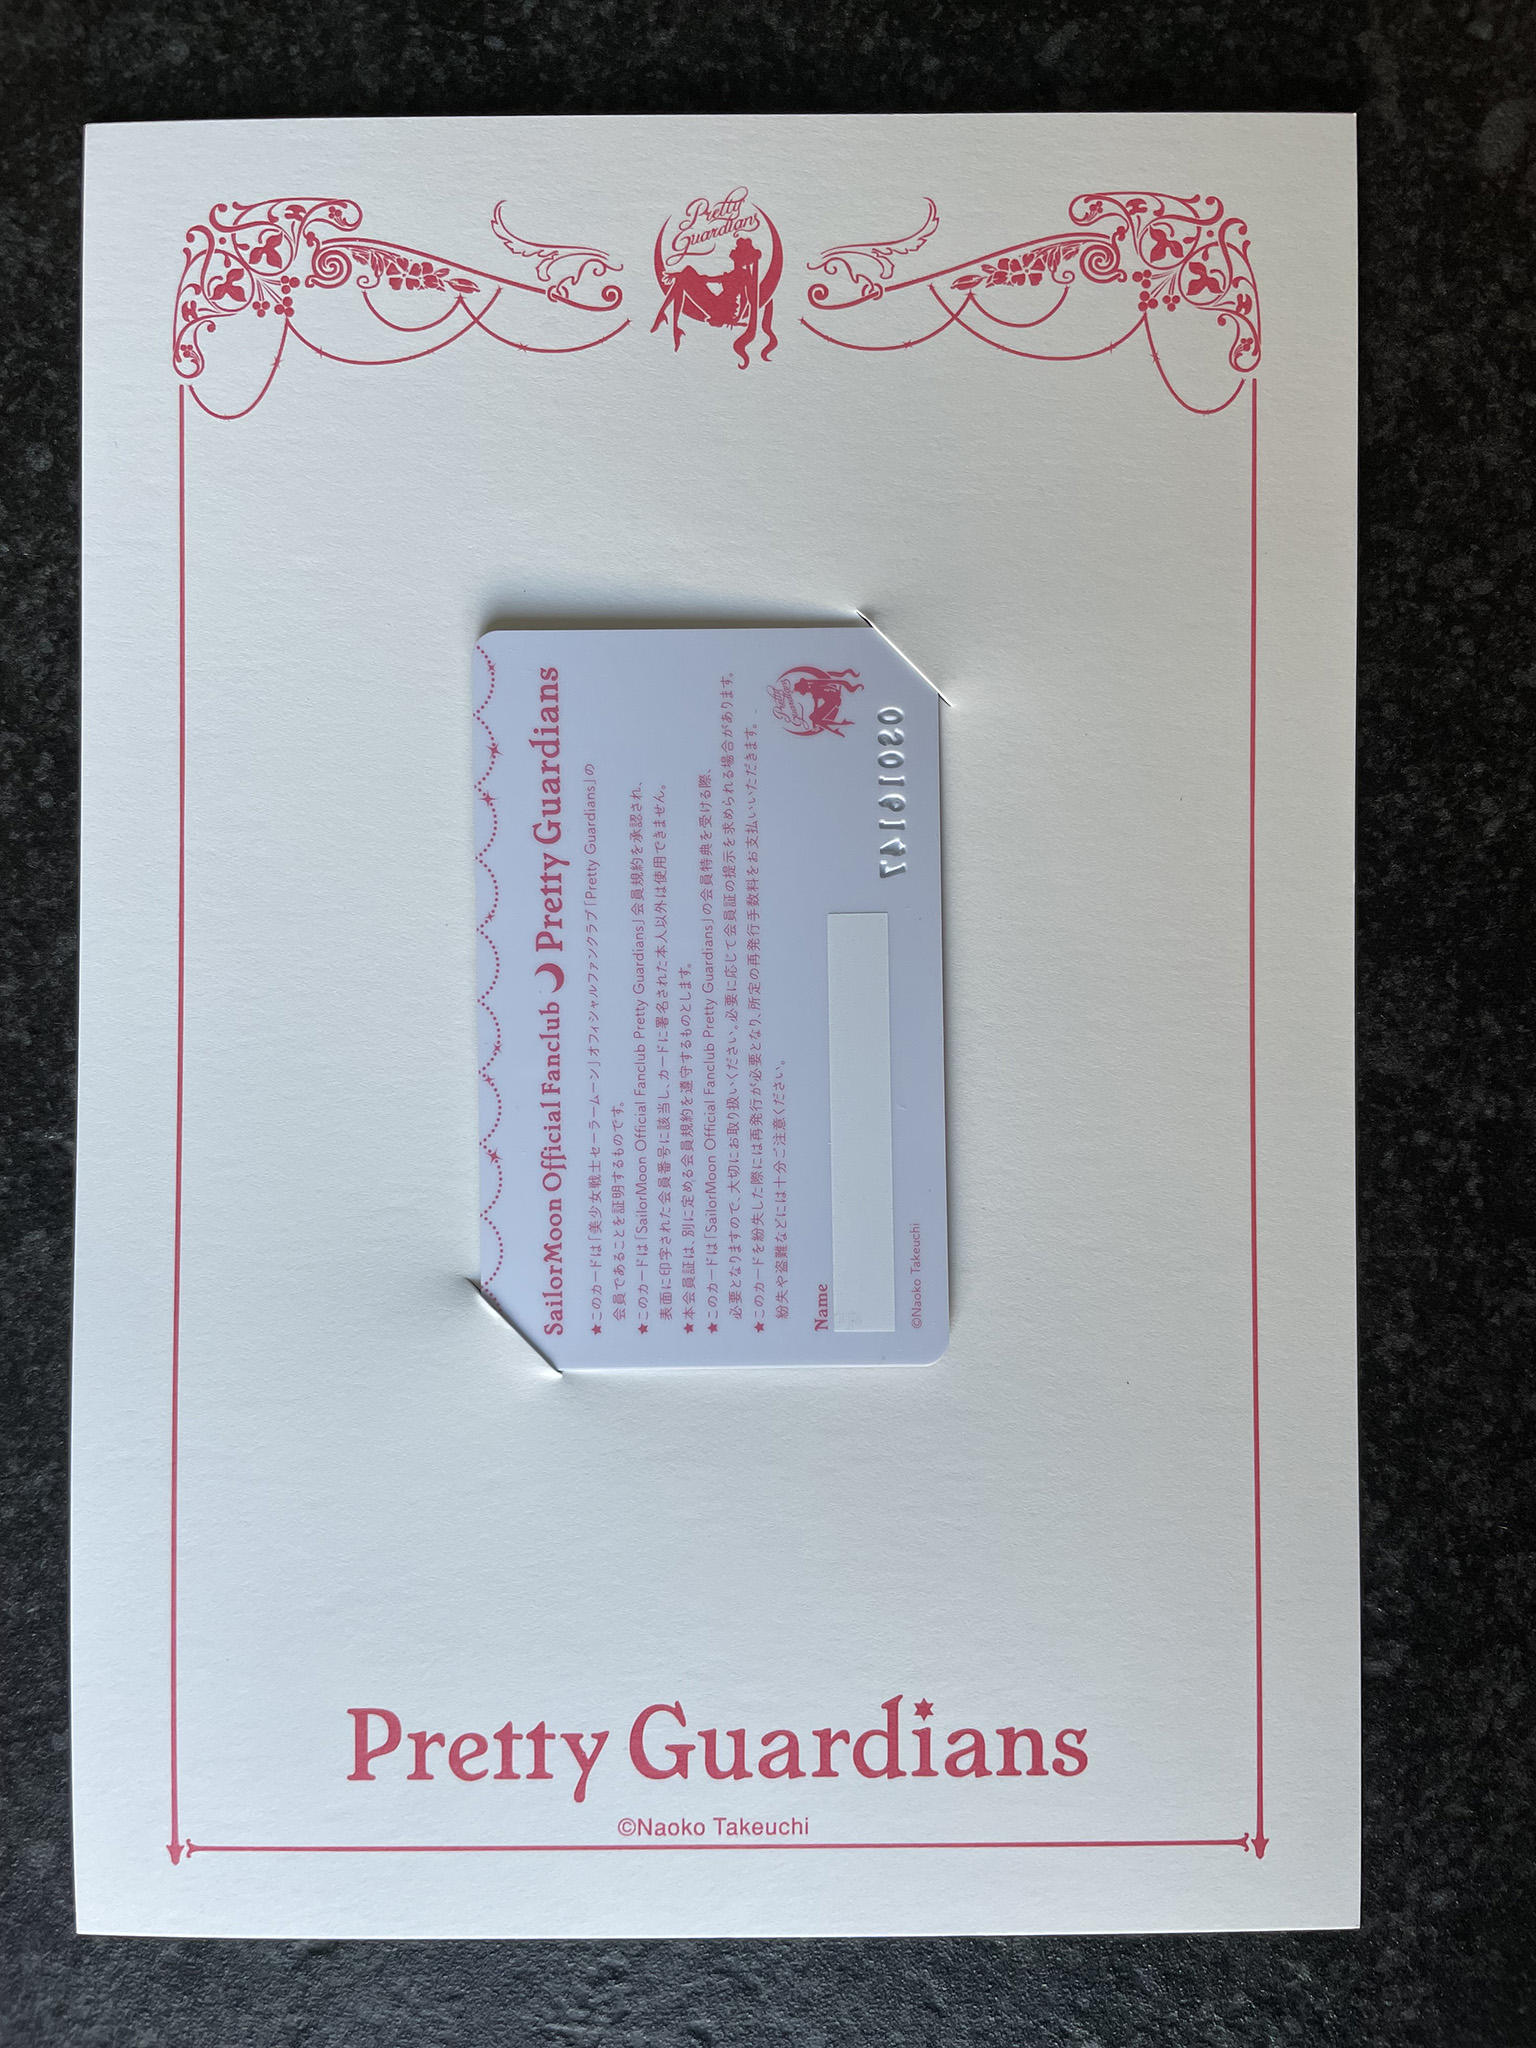 Pretty
Guardians
SailorMoon Official Fanclub Pretty Guardians
★このカードは「美少女戦士セーラームーン」オフィシャルファンクラブ「Pretty Guardians」の
会員であることを証明するものです。
★このカードは「SailorMoon Official Fanclub Pretty Guardians」会員規約を承認され、
表面に印字された会員番号に該当し、カードに署名された本人以外は使用できません。
★本会員証は、別に定める会員規約を遵守するものとします。
★このカードは「SailorMoon Official Fanclub Pretty Guardians」の会員特典を受ける際、
必要となりますので、大切にお取り扱いください。必要に応じて会員証の提示を求められる場合があります。
★このカードを紛失した際には再発行が必要となり、所定の再発行手数料をお支払いいただきます。
紛失や盗難などには十分ご注意ください。
Pretty
Guardians
Name
©Naoko Takeuchi
Pretty Guardians
©Naoko Takeuchi